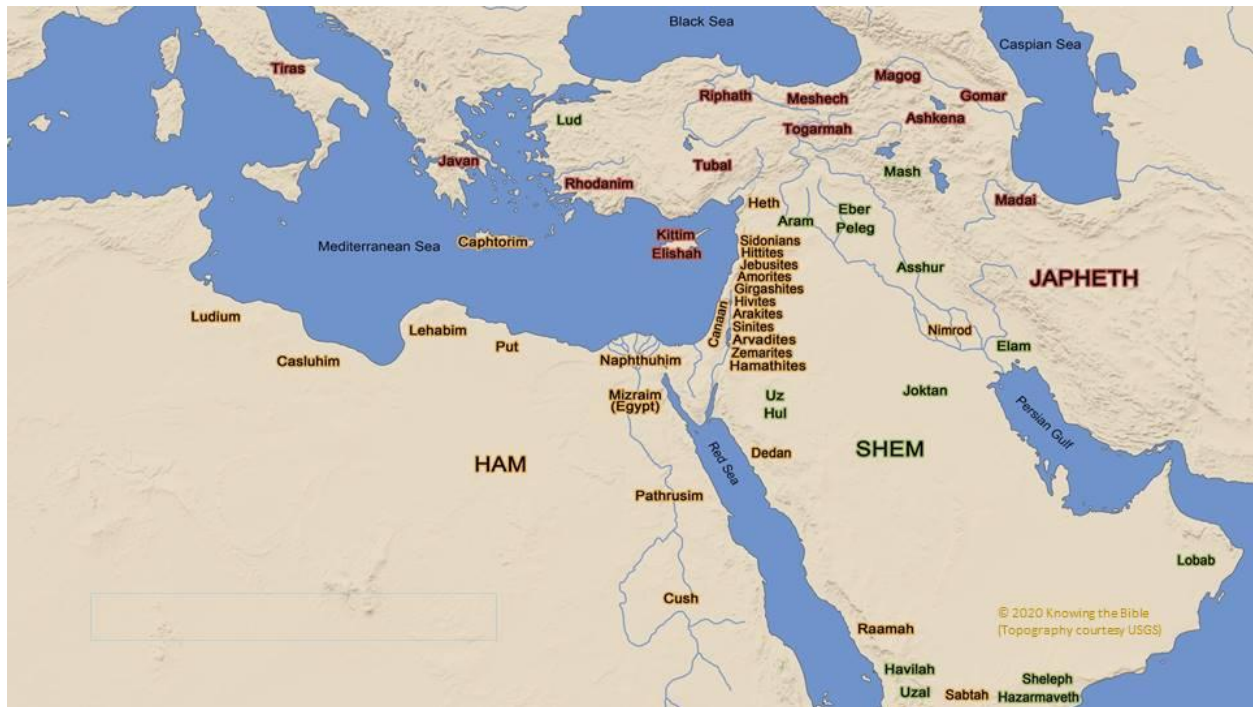 Black Sea
Caspian Sea
Tiras
Magog
Riphath
Meshech
Gomar
Lud
Togarmah
Ashkena
Javan
Tubal
Mash
Rhodanim
Madai
Heth
Eber
Aram
Peleg
Kittim
Mediterranean Sea
Caphtorim
Sidonians
Elishah
Hittites
Jebusites
Asshur
Amorites
JAPHETH
Girgashites
Hivites
Canaan
Arakites
Ludium
Lehabim
Sinites
Nimrod
Put
Arvadites
Elam
Casluhim
Naphthuhim
Zemarites
Hamathites
Mizraim
(Egypt)
Uz
Hul
Joktan
Persian Gulf
HAM
Red Sea
Dedan
SHEM
Pathrusim
Lobab
Cush
© 2020 Knowing the Bible
(Topography courtesy USGS)
Raamah
Havilah
Sheleph
Uzal
Sabtah
Hazarmaveth